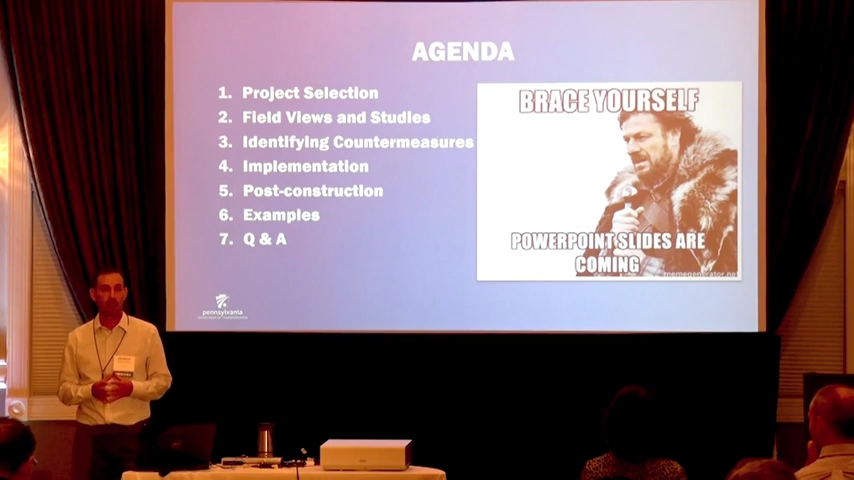 AGENDA
1. Project Selection
2. Field Views and Studies
3. Identifying Countermeasures
4. Implementation
5. Post-construction
6. Examples
7. Q & A
BRACE YOURSELF
POWERPOINT SLIDES ARE
COMING
memegenerator.net
pennsylvania